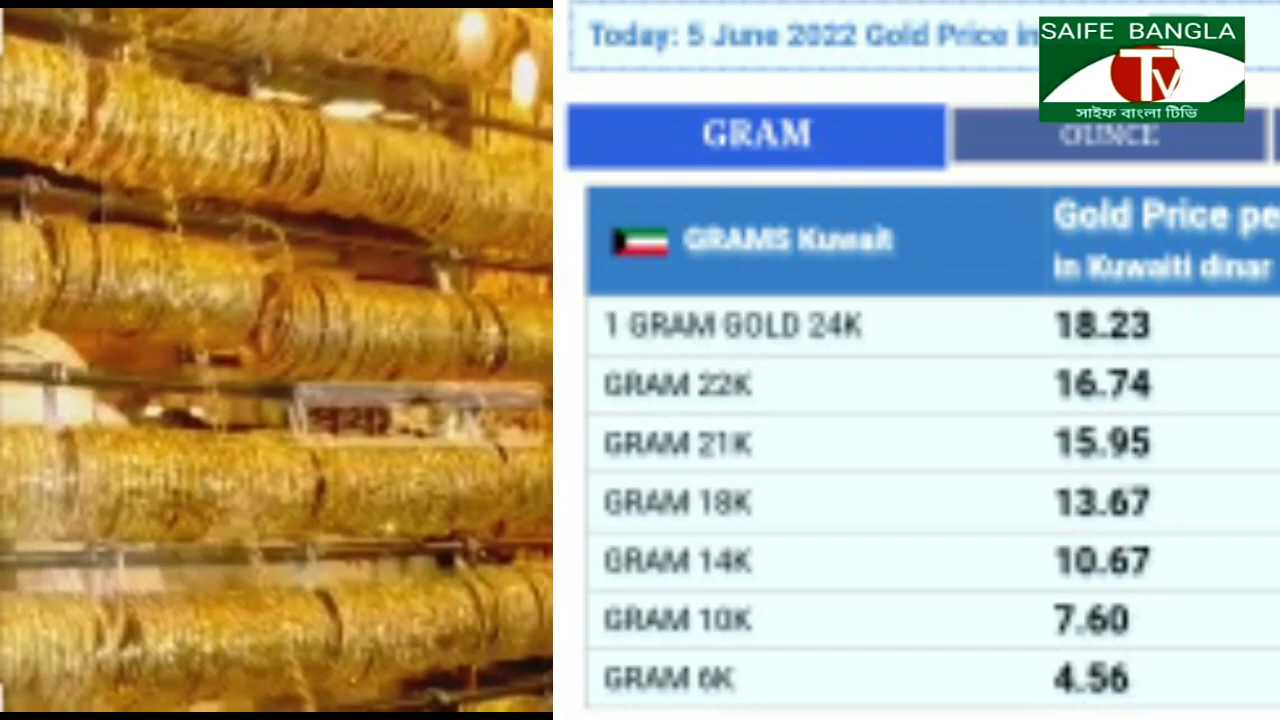 Today: 5 June 2022 Gold Price in
SAIFE BANGLA
Tv
সাইফ বাংলা টিভি
GRAM
OUNCE
GRAMS Kuwait
Gold Price pe
in Kuwaiti dinar
1 GRAM GOLD 24K 18.23
GRAM 22K 16.74
GRAM 21K 15.95
GRAM 18K 13.67
GRAM 14K 10.67
GRAM 10K 7.60
GRAM 6K 4.56